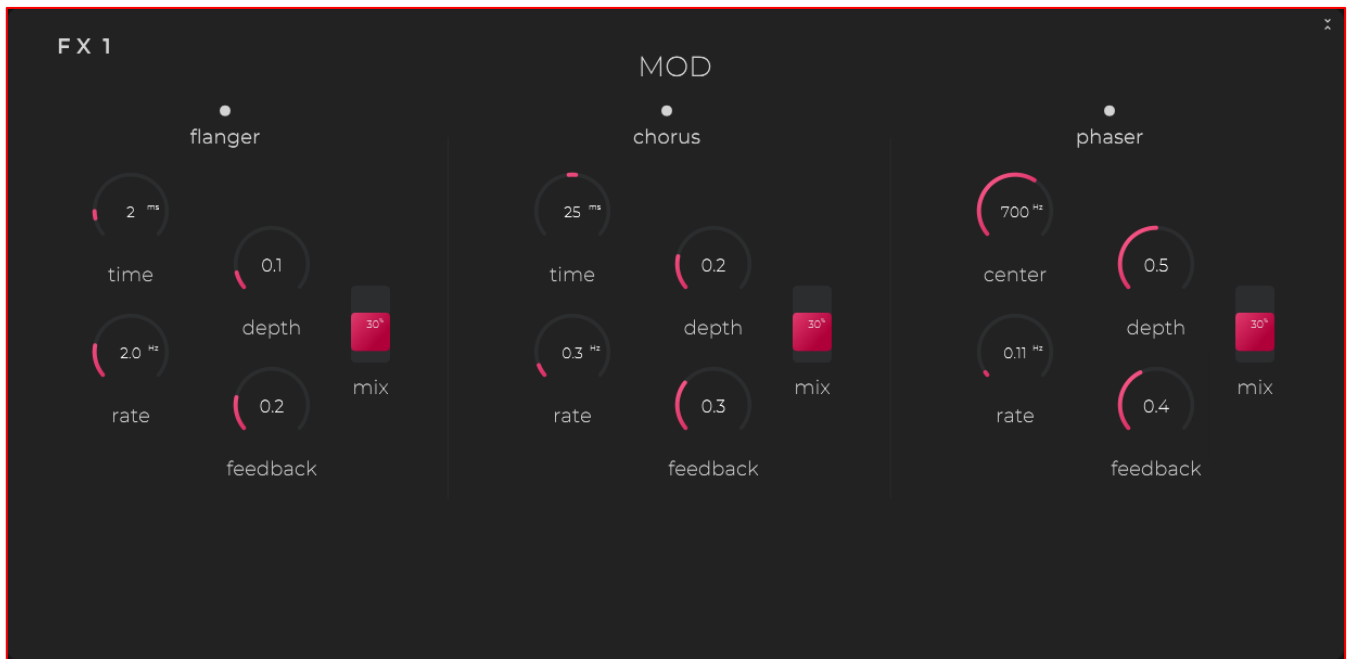 FX 1
MOD
flanger
2 ms
time
0.1
depth
2.0 Hz
rate
0.2
feedback
30%
mix
chorus
25 ms
time
0.2
depth
0.3 Hz
rate
0.3
feedback
30%
mix
phaser
700 Hz
center
0.5
depth
0.11 Hz
rate
0.4
feedback
30%
mix